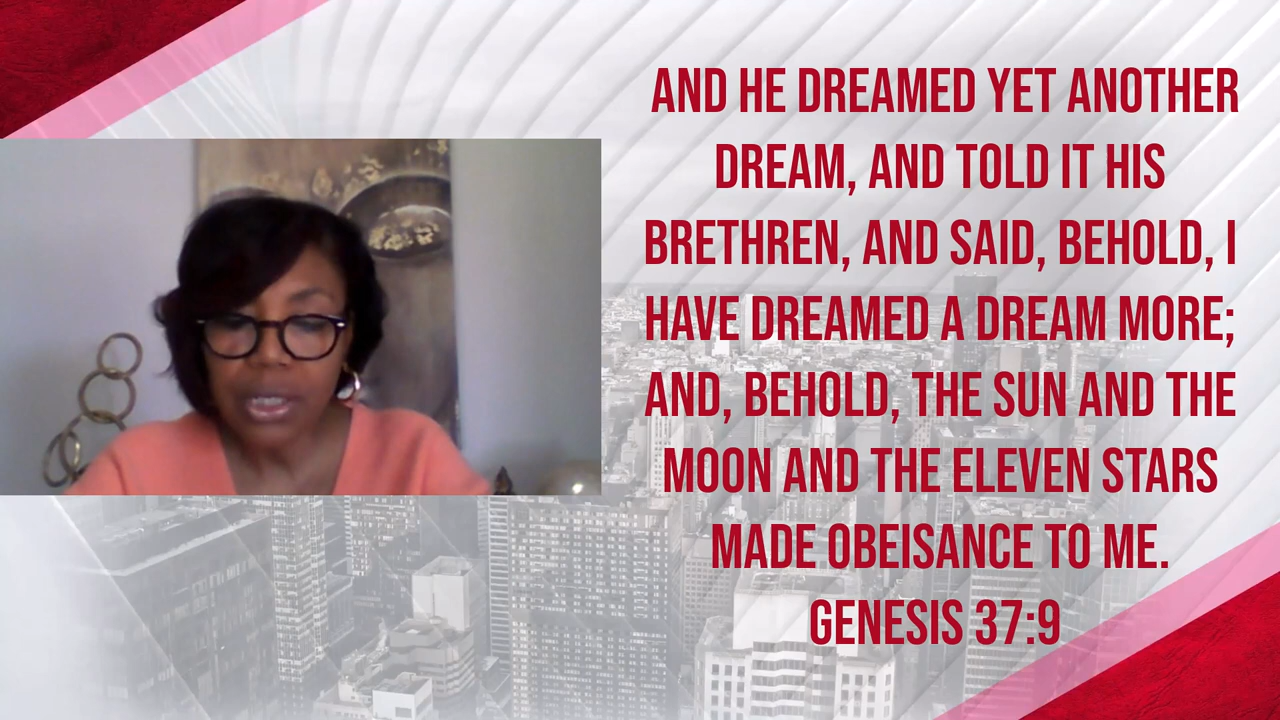 AND HE DREAMED YET ANOTHER
DREAM, AND TOLD IT HIS
BRETHREN, AND SAID, BEHOLD, I
HAVE DREAMED A DREAM MORE;
AND, BEHOLD, THE SUN AND THE
MOON AND THE ELEVEN STARS
MADE OBEISANCE TO ME.
GENESIS 37:9